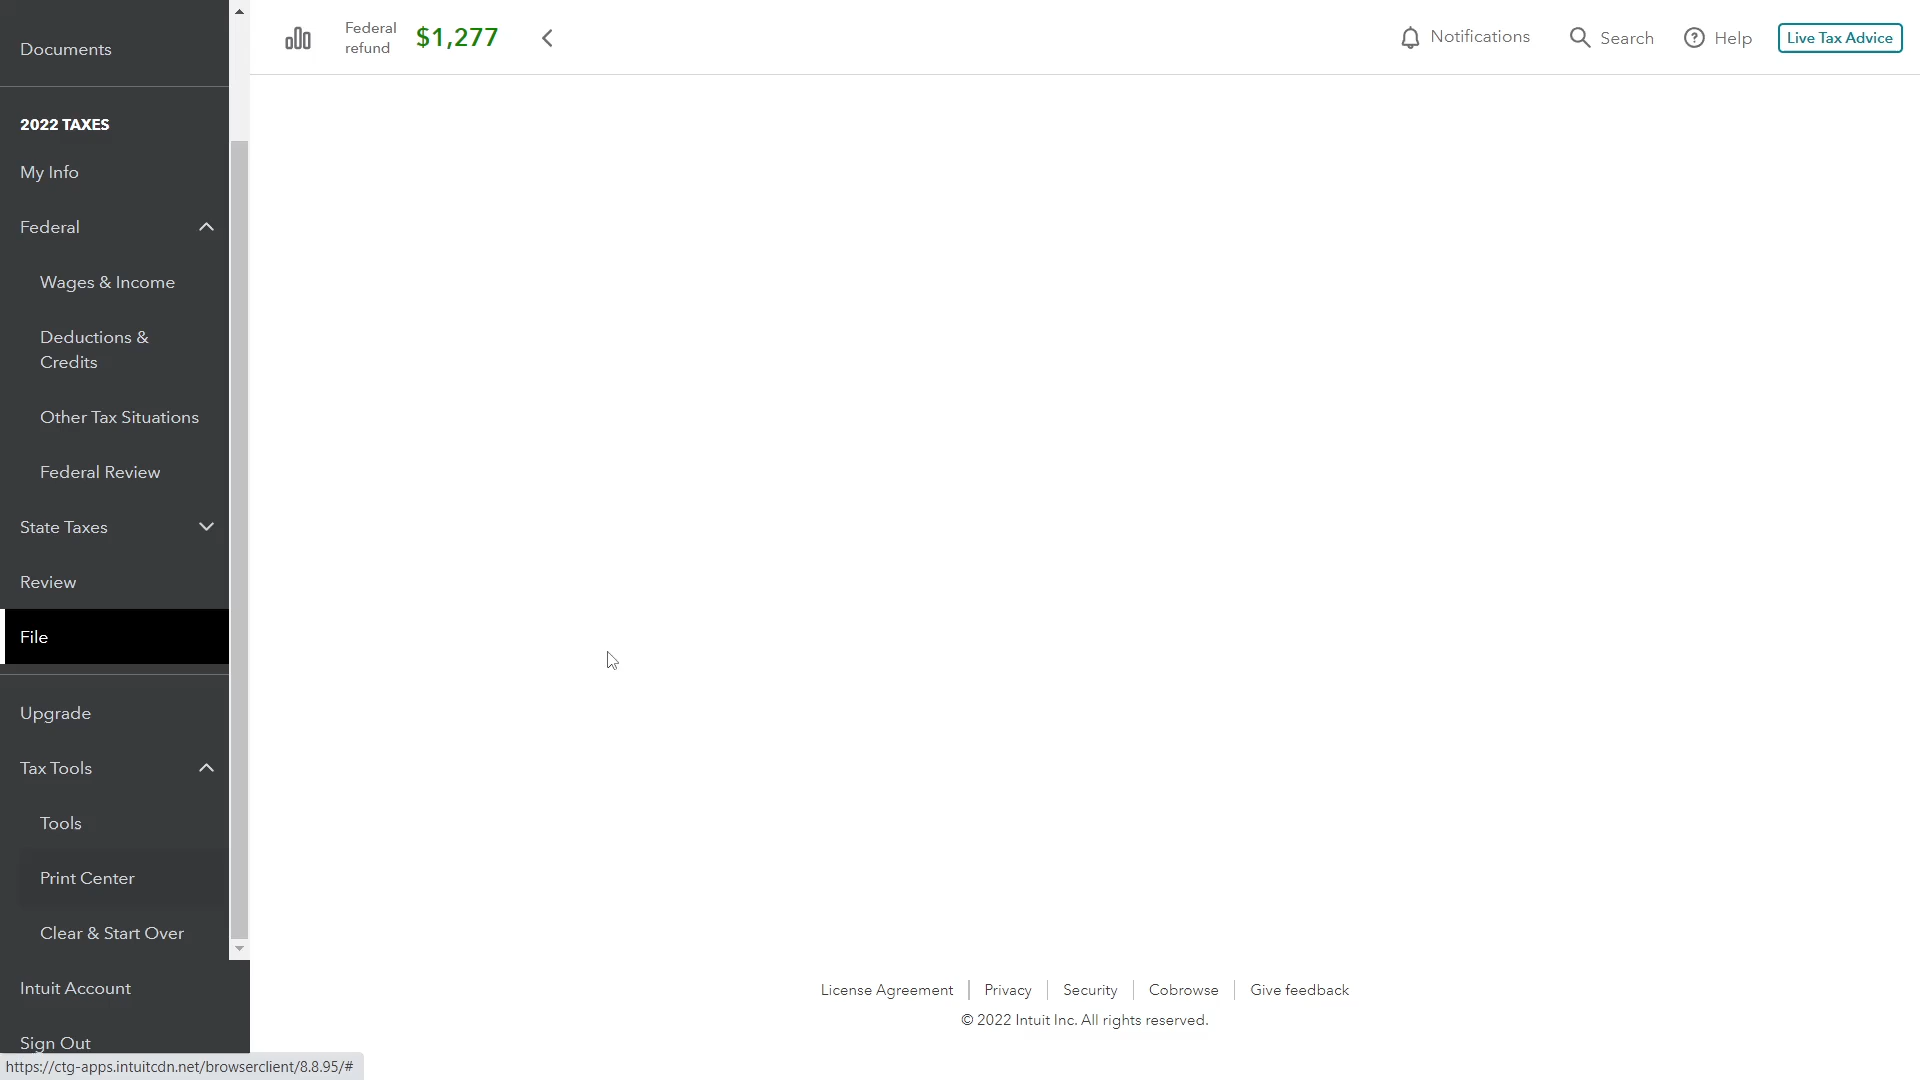 Documents
2022 TAXES
My Info
Federal
Wages & Income
Deductions &
Credits
Other Tax Situations
Federal Review
State Taxes
Review
File
Upgrade
Tax Tools
Tools
Print Center
Clear & Start Over
Intuit Account
Sign Out
https://ctg-apps.intuitcdn.net/browserclient/8.8.95/#
Federal
refund
$1,277
Notifications
Search
Help
Live Tax Advice
License Agreement
Privacy
Security
Cobrowse
Give feedback
© 2022 Intuit Inc. All rights reserved.